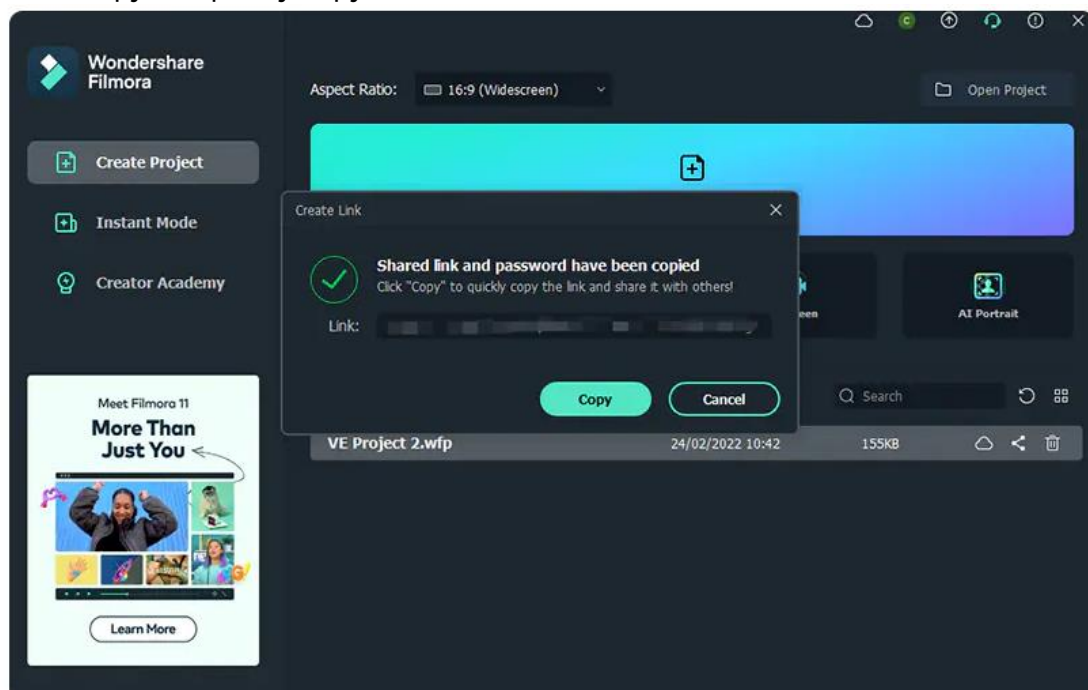 Wondershare
Filmora
Aspect Ratio: 16:9 (Widescreen)
Open Project
Create Project
Instant Mode
Creator Academy
Create Link
Shared link and password have been copied
Click "Copy" to quickly copy the link and share it with others!
Link:
Copy Cancel
AI Portrait
Search
VE Project 2.wfp 24/02/2022 10:42 155KB
Meet Filmora 11
More Than
Just You
Learn More